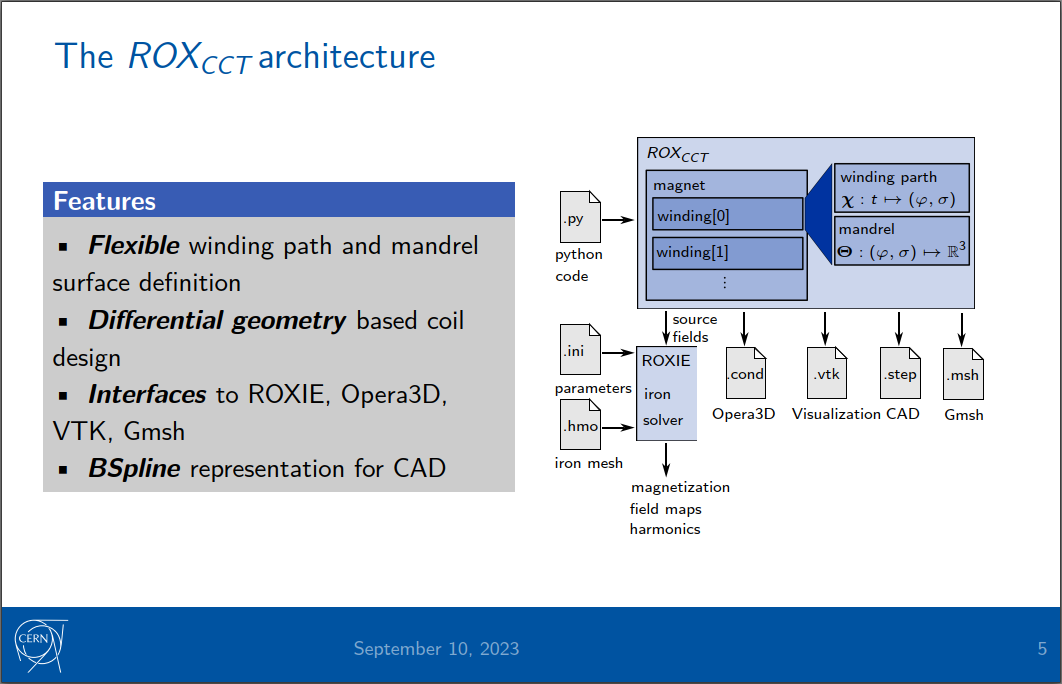 The ROX_CCT architecture
Features
▪ Flexible winding path and mandrel
surface definition
▪ Differential geometry based coil
design
▪ Interfaces to ROXIE, Opera3D,
VTK, Gmsh
▪ BSpline representation for CAD
ROX_CCT
magnet
winding[0]
winding[1]
⋮
winding parth
χ : t ↦ (φ, σ)
mandrel
Θ : (φ, σ) ↦ ℝ³
.py
python
code
source
fields
.ini
parameters
.hmo
iron mesh
ROXIE
iron
solver
magnetization
field maps
harmonics
.cond
Opera3D
.vtk
Visualization
.step
CAD
.msh
Gmsh
CERN
September 10, 2023
5